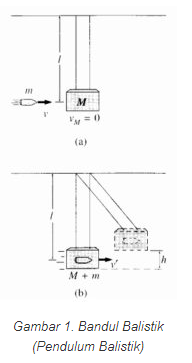 l
m
M
v
v_M = 0
(a)
l
v'
h
M + m
(b)
Gambar 1. Bandul Balistik
(Pendulum Balistik)